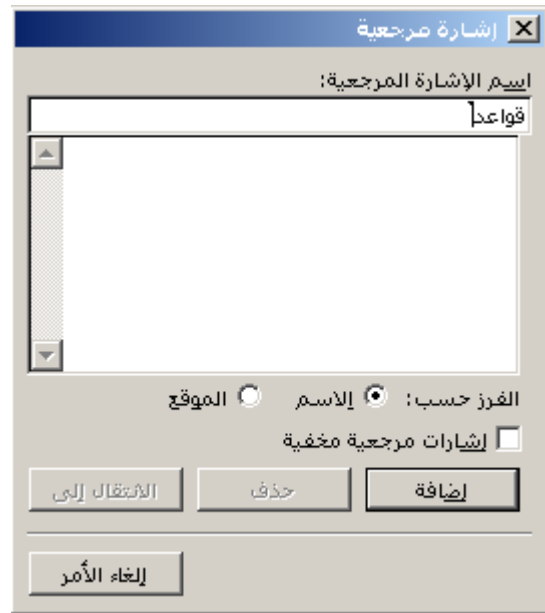 إشارة مرجعية
اسم الإشارة المرجعية:
قواعد
الفرز حسب: الاسم الموقع
إشارات مرجعية مخفية
إضافة حذف الانتقال إلى
إلغاء الأمر